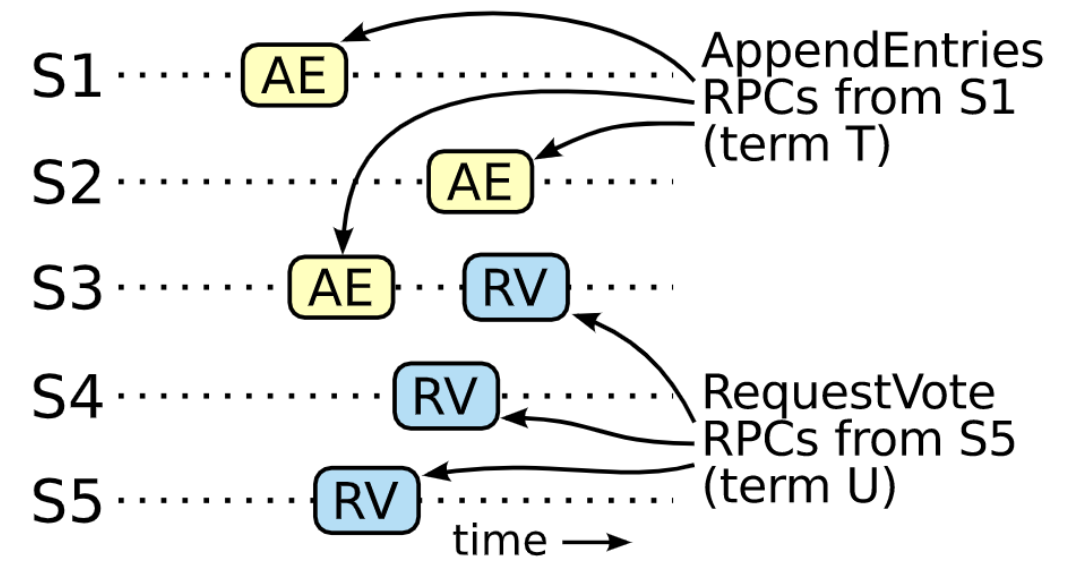 S1 AE
AppendEntries
RPCs from S1
(term T)
S2 AE
S3 AE RV
S4 RV
RequestVote
RPCs from S5
(term U)
S5 RV
time